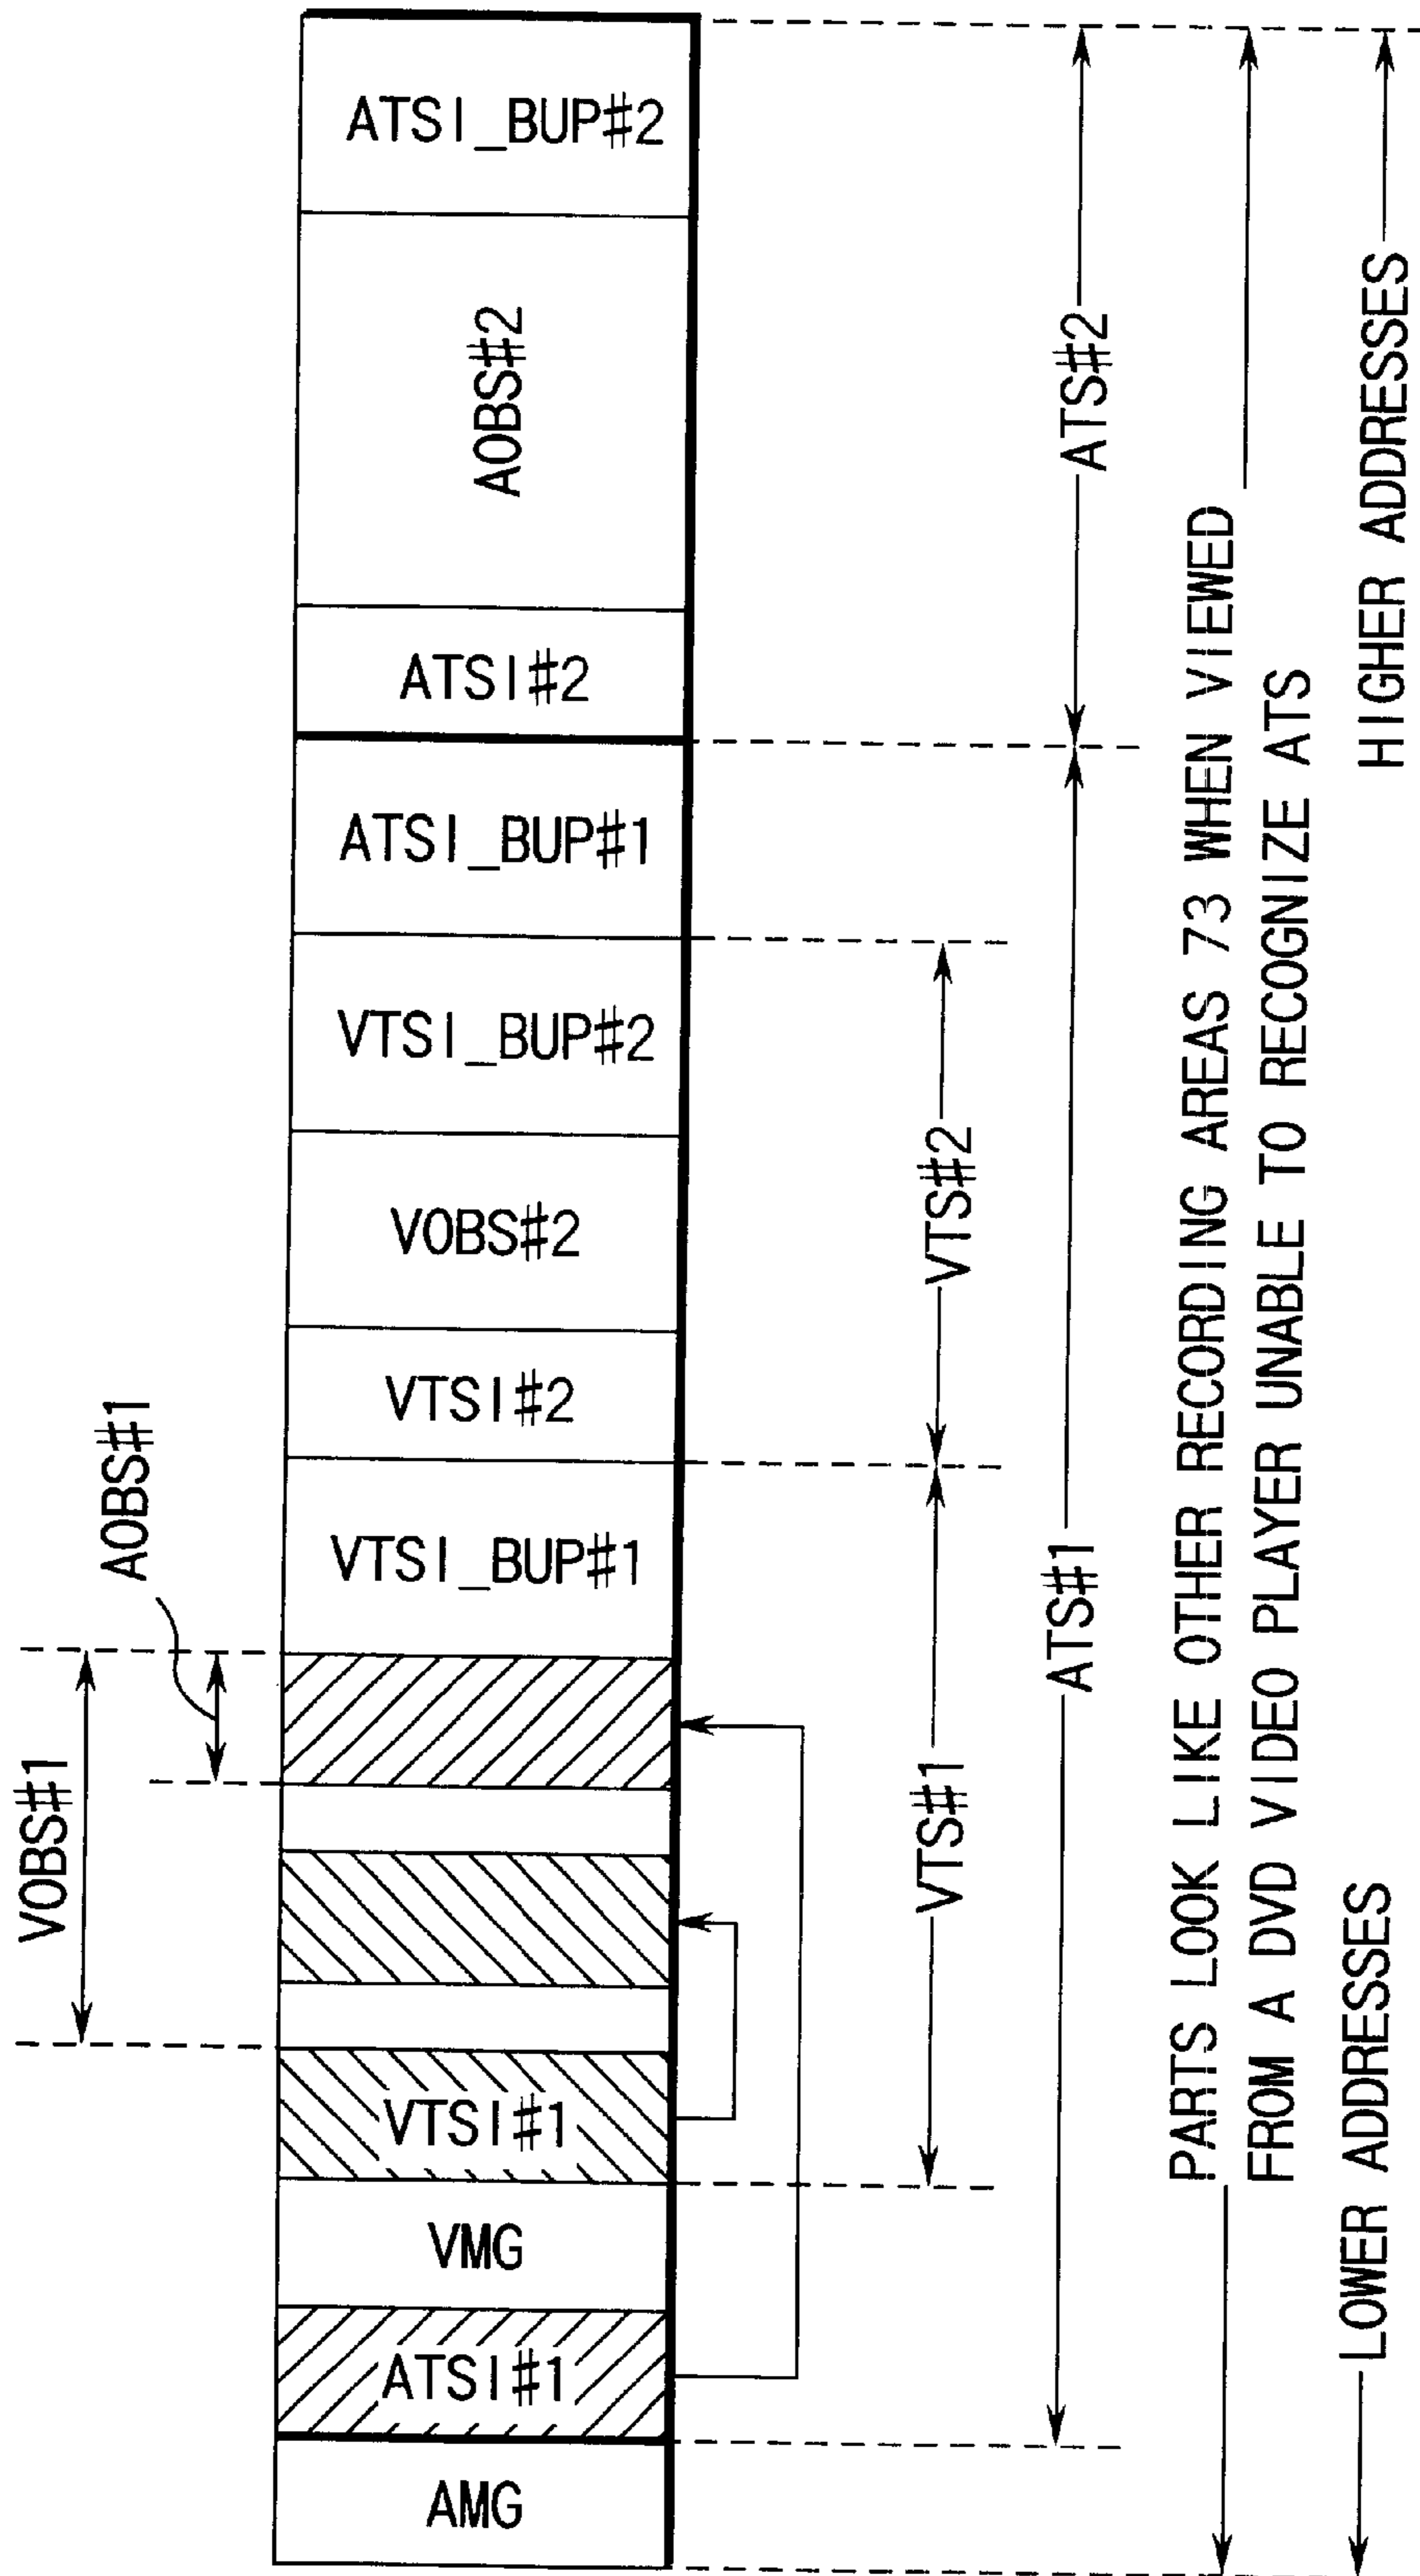 ATSI_BUP#2
AOBS#2
ATSI#2
ATSI_BUP#1
VTSI_BUP#2
VOBS#2
VTSI#2
VTSI_BUP#1
VTSI#1
VMG
ATSI#1
AMG
AOBS#1
VOBS#1
VTS#2
VTS#1
ATS#2
ATS#1
PARTS LOOK LIKE OTHER RECORDING AREAS 73 WHEN VIEWED
FROM A DVD VIDEO PLAYER UNABLE TO RECOGNIZE ATS
LOWER ADDRESSES
HIGHER ADDRESSES